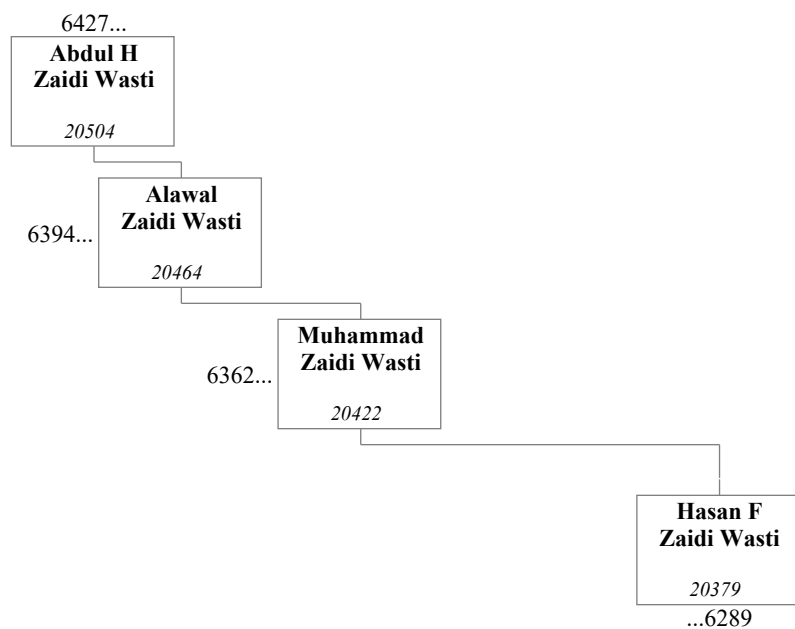 6427...
Abdul H
Zaidi Wasti
20504
Alawal
Zaidi Wasti
6394...
20464
Muhammad
Zaidi Wasti
6362...
20422
Hasan F
Zaidi Wasti
20379
...6289